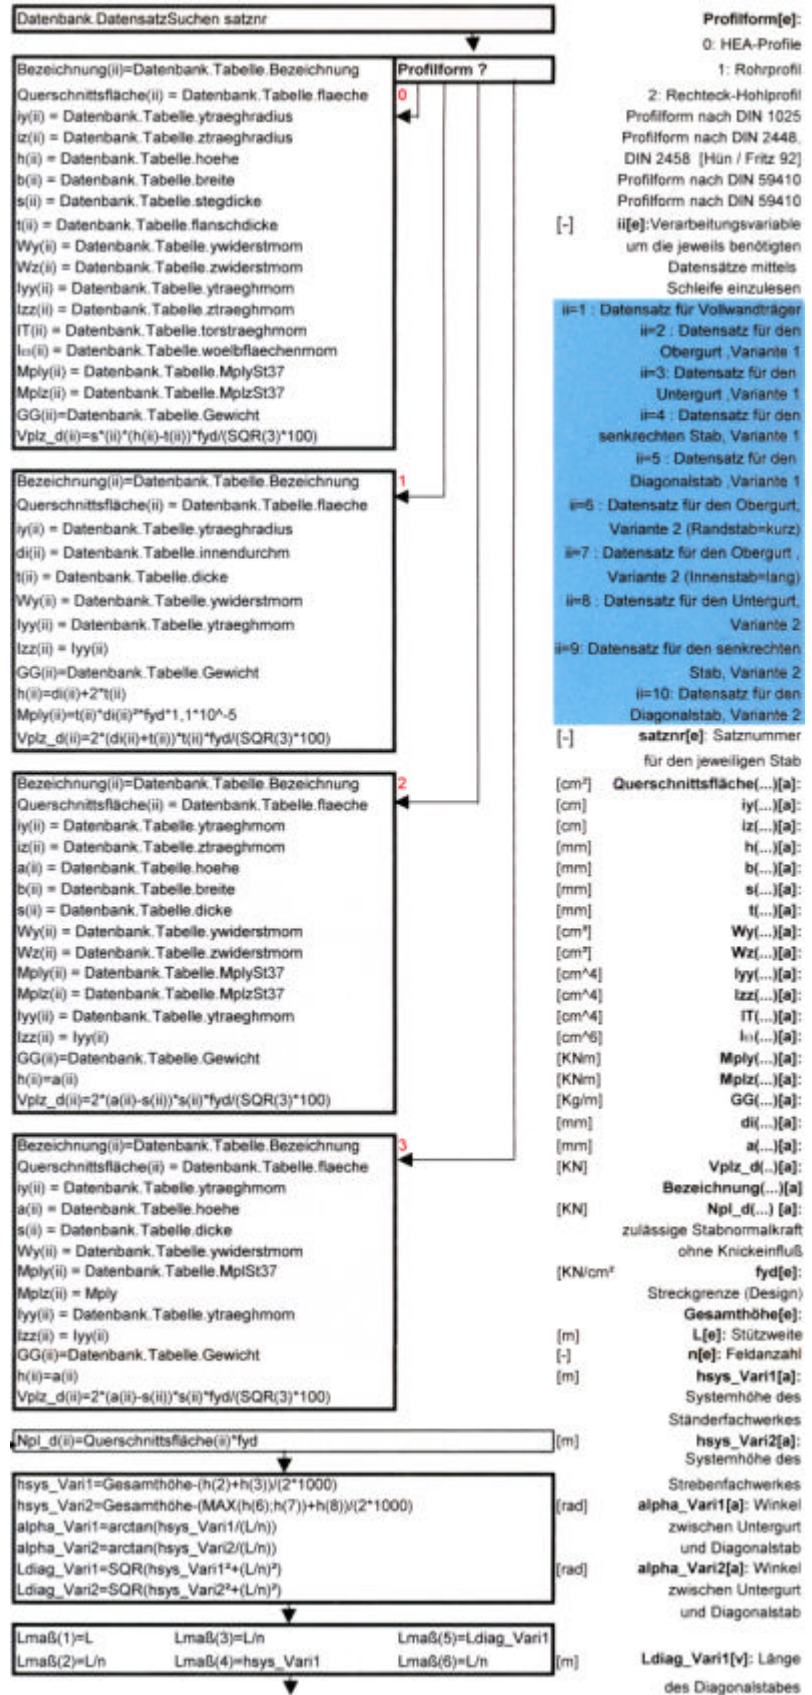 Datenbank.DatensatzSuchen satznr
Bezeichnung(ii)=Datenbank.Tabelle.Bezeichnung
Profilform ?
Querschnittsfläche(ii) = Datenbank.Tabelle.flaeche
0
iy(ii) = Datenbank.Tabelle.ytraeghradius
iz(ii) = Datenbank.Tabelle.ztraeghradius
h(ii) = Datenbank.Tabelle.hoehe
b(ii) = Datenbank.Tabelle.breite
s(ii) = Datenbank.Tabelle.stegdicke
t(ii) = Datenbank.Tabelle.flanschdicke
Wy(ii) = Datenbank.Tabelle.ywiderstmom
Wz(ii) = Datenbank.Tabelle.zwiderstmom
Iyy(ii) = Datenbank.Tabelle.ytraeghmom
Izz(ii) = Datenbank.Tabelle.ztraeghmom
IT(ii) = Datenbank.Tabelle.torstraeghmom
Iω(ii) = Datenbank.Tabelle.woelbflaechenmom
Mply(ii) = Datenbank.Tabelle.MplySt37
Mplz(ii) = Datenbank.Tabelle.MplzSt37
GG(ii)=Datenbank.Tabelle.Gewicht
Vplz_d(ii)=s*(ii)*(h(ii)-t(ii))*fyd/(SQR(3)*100)
Bezeichnung(ii)=Datenbank.Tabelle.Bezeichnung
1
Querschnittsfläche(ii) = Datenbank.Tabelle.flaeche
iy(ii) = Datenbank.Tabelle.ytraeghradius
di(ii) = Datenbank.Tabelle.innendurchm
t(ii) = Datenbank.Tabelle.dicke
Wy(ii) = Datenbank.Tabelle.ywiderstmom
Iyy(ii) = Datenbank.Tabelle.ytraeghmom
Izz(ii) = Iyy(ii)
GG(ii)=Datenbank.Tabelle.Gewicht
h(ii)=di(ii)+2*t(ii)
Mply(ii)=t(ii)*di(ii)²*fyd*1,1*10^-5
Vplz_d(ii)=2*(di(ii)+t(ii))*t(ii)*fyd/(SQR(3)*100)
Bezeichnung(ii)=Datenbank.Tabelle.Bezeichnung
2
Querschnittsfläche(ii) = Datenbank.Tabelle.flaeche
iy(ii) = Datenbank.Tabelle.ytraeghmom
iz(ii) = Datenbank.Tabelle.ztraeghmom
a(ii) = Datenbank.Tabelle.hoehe
b(ii) = Datenbank.Tabelle.breite
s(ii) = Datenbank.Tabelle.dicke
Wy(ii) = Datenbank.Tabelle.ywiderstmom
Wz(ii) = Datenbank.Tabelle.zwiderstmom
Mply(ii) = Datenbank.Tabelle.MplySt37
Mplz(ii) = Datenbank.Tabelle.MplzSt37
Iyy(ii) = Datenbank.Tabelle.ytraeghmom
Izz(ii) = Iyy(ii)
GG(ii)=Datenbank.Tabelle.Gewicht
h(ii)=a(ii)
Vplz_d(ii)=2*(a(ii)-s(ii))*s(ii)*fyd/(SQR(3)*100)
Bezeichnung(ii)=Datenbank.Tabelle.Bezeichnung
3
Querschnittsfläche(ii) = Datenbank.Tabelle.flaeche
iy(ii) = Datenbank.Tabelle.ytraeghmom
a(ii) = Datenbank.Tabelle.hoehe
s(ii) = Datenbank.Tabelle.dicke
Wy(ii) = Datenbank.Tabelle.ywiderstmom
Mply(ii) = Datenbank.Tabelle.MplSt37
Mplz(ii) = Mply
Iyy(ii) = Datenbank.Tabelle.ytraeghmom
Izz(ii) = Iyy(ii)
GG(ii)=Datenbank.Tabelle.Gewicht
h(ii)=a(ii)
Vplz_d(ii)=2*(a(ii)-s(ii))*s(ii)*fyd/(SQR(3)*100)
Npl_d(ii)=Querschnittsfläche(ii)*fyd
hsys_Vari1=Gesamthöhe-(h(2)+h(3))/(2*1000)
hsys_Vari2=Gesamthöhe-(MAX(h(6);h(7))+h(8))/(2*1000)
alpha_Vari1=arctan(hsys_Vari1/(L/n))
alpha_Vari2=arctan(hsys_Vari2/(L/n))
Ldiag_Vari1=SQR(hsys_Vari1²+(L/n)²)
Ldiag_Vari2=SQR(hsys_Vari2²+(L/n)²)
Lmaß(1)=L Lmaß(3)=L/n Lmaß(5)=Ldiag_Vari1
Lmaß(2)=L/n Lmaß(4)=hsys_Vari1 Lmaß(6)=L/n
Profilform[e]:
0: HEA-Profile
1: Rohrprofil
2: Rechteck-Hohlprofil
Profilform nach DIN 1025
Profilform nach DIN 2448,
DIN 2458 [Hün / Fritz 92]
Profilform nach DIN 59410
Profilform nach DIN 59410
[-] ii[e]:Verarbeitungsvariable
um die jeweils benötigten
Datensätze mittels
Schleife einzulesen
ii=1 : Datensatz für Vollwandträger
ii=2 : Datensatz für den
Obergurt ,Variante 1
ii=3: Datensatz für den
Untergurt ,Variante 1
ii=4 : Datensatz für den
senkrechten Stab, Variante 1
ii=5 : Datensatz für den
Diagonalstab ,Variante 1
ii=6 : Datensatz für den Obergurt,
Variante 2 (Randstab=kurz)
ii=7 : Datensatz für den Obergurt ,
Variante 2 (Innenstab=lang)
ii=8 : Datensatz für den Untergurt,
Variante 2
ii=9: Datensatz für den senkrechten
Stab, Variante 2
ii=10: Datensatz für den
Diagonalstab, Variante 2
[-] satznr[e]: Satznummer
für den jeweiligen Stab
[cm²] Querschnittsfläche(...)[a]:
[cm] iy(...)[a]:
[cm] iz(...)[a]:
[mm] h(...)[a]:
[mm] b(...)[a]:
[mm] s(...)[a]:
[mm] t(...)[a]:
[cm³] Wy(...)[a]:
[cm³] Wz(...)[a]:
[cm^4] Iyy(...)[a]:
[cm^4] Izz(...)[a]:
[cm^4] IT(...)[a]:
[cm^6] Iω(...)[a]:
[KNm] Mply(...)[a]:
[KNm] Mplz(...)[a]:
[Kg/m] GG(...)[a]:
[mm] di(...)[a]:
[mm] a(...)[a]:
[KN] Vplz_d(..)[a]:
Bezeichnung(...)[a]
[KN] Npl_d(...) [a]:
zulässige Stabnormalkraft
ohne Knickeinfluß
[KN/cm² fyd[e]:
Streckgrenze (Design)
Gesamthöhe[e]:
[m] L[e]: Stützweite
[-] n[e]: Feldanzahl
[m] hsys_Vari1[a]:
Systemhöhe des
Ständerfachwerkes
[m] hsys_Vari2[a]:
Systemhöhe des
Strebenfachwerkes
[rad] alpha_Vari1[a]: Winkel
zwischen Untergurt
und Diagonalstab
[rad] alpha_Vari2[a]: Winkel
zwischen Untergurt
und Diagonalstab
[m] Ldiag_Vari1[v]: Länge
des Diagonalstabes